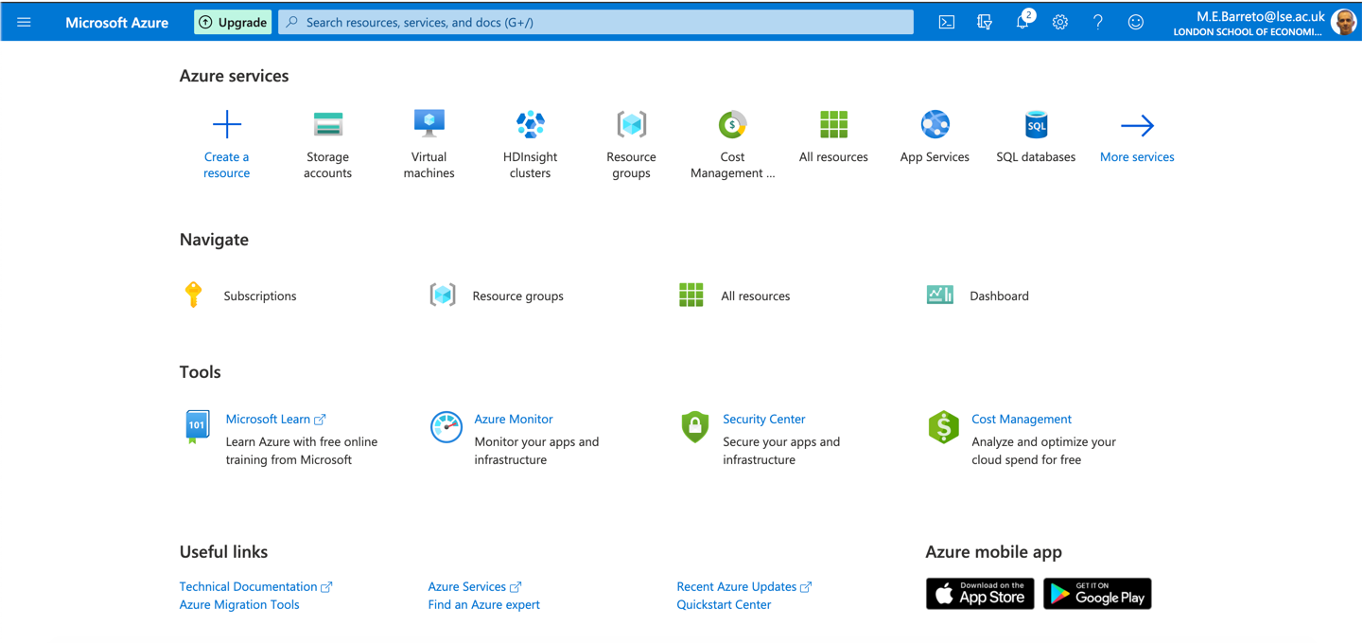 Microsoft Azure
Upgrade
Search resources, services, and docs (G+/)
2
M.E.Barreto@lse.ac.uk
LONDON SCHOOL OF ECONOMI...
Azure services
Create a
resource
Storage
accounts
Virtual
machines
HDInsight
clusters
Resource
groups
$
Cost
Management ...
All resources
App Services
SQL
SQL databases
More services
Navigate
Subscriptions
Resource groups
All resources
Dashboard
Tools
101
Microsoft Learn
Learn Azure with free online
training from Microsoft
Azure Monitor
Monitor your apps and
infrastructure
Security Center
Secure your apps and
infrastructure
$
Cost Management
Analyze and optimize your
cloud spend for free
Useful links
Technical Documentation
Azure Migration Tools
Azure Services
Find an Azure expert
Recent Azure Updates
Quickstart Center
Azure mobile app
Download on the
App Store
GET IT ON
Google Play